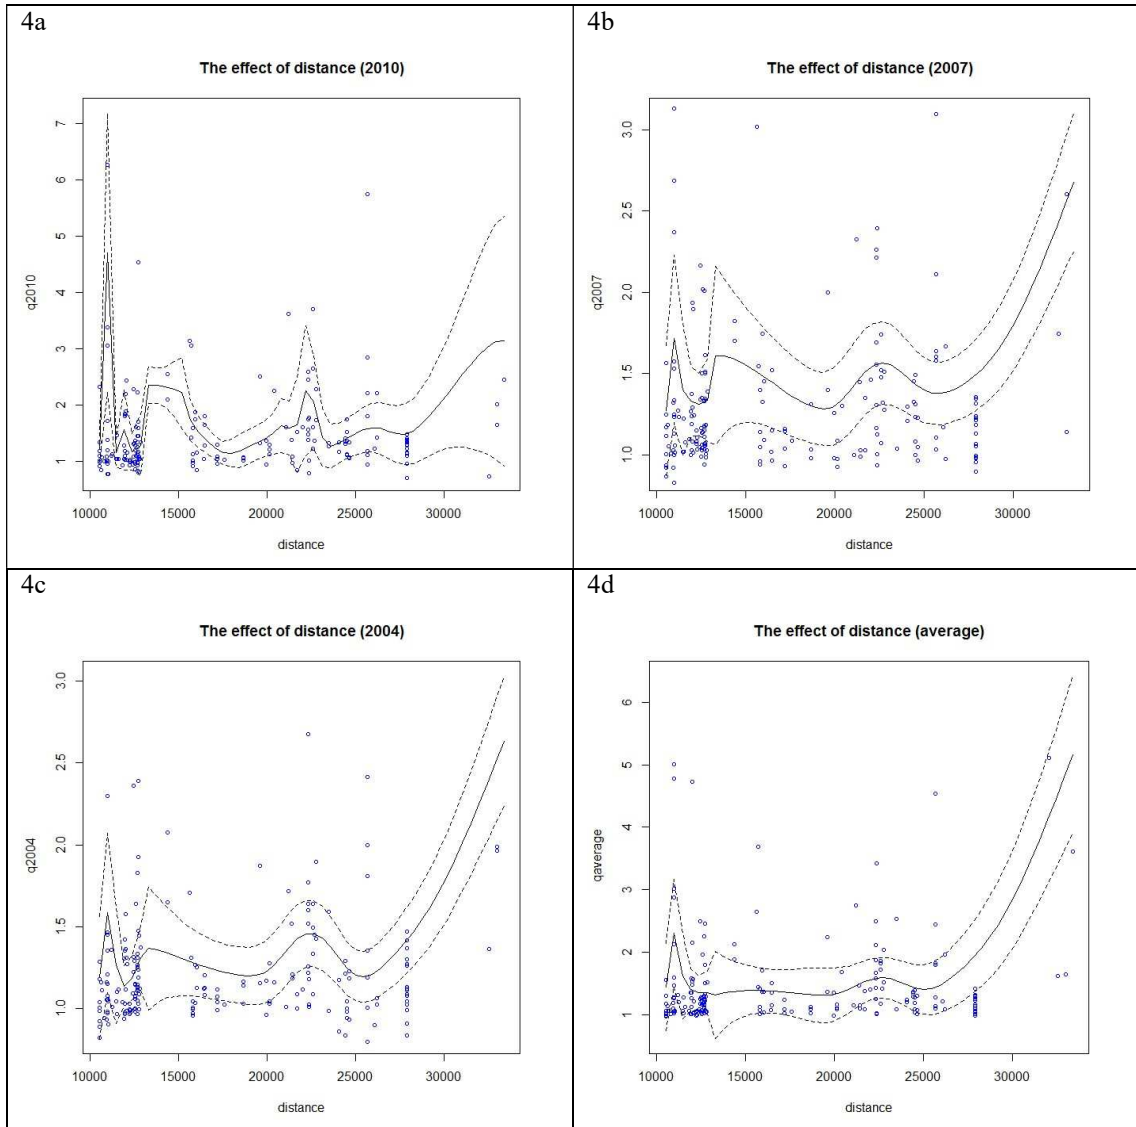 4a
The effect of distance (2010)
q2010
7
6
5
4
3
2
1
10000 15000 20000 25000 30000
distance
4b
The effect of distance (2007)
q2007
3.0
2.5
2.0
1.5
1.0
10000 15000 20000 25000 30000
distance
4c
The effect of distance (2004)
q2004
3.0
2.5
2.0
1.5
1.0
10000 15000 20000 25000 30000
distance
4d
The effect of distance (average)
qaverage
6
5
4
3
2
1
10000 15000 20000 25000 30000
distance